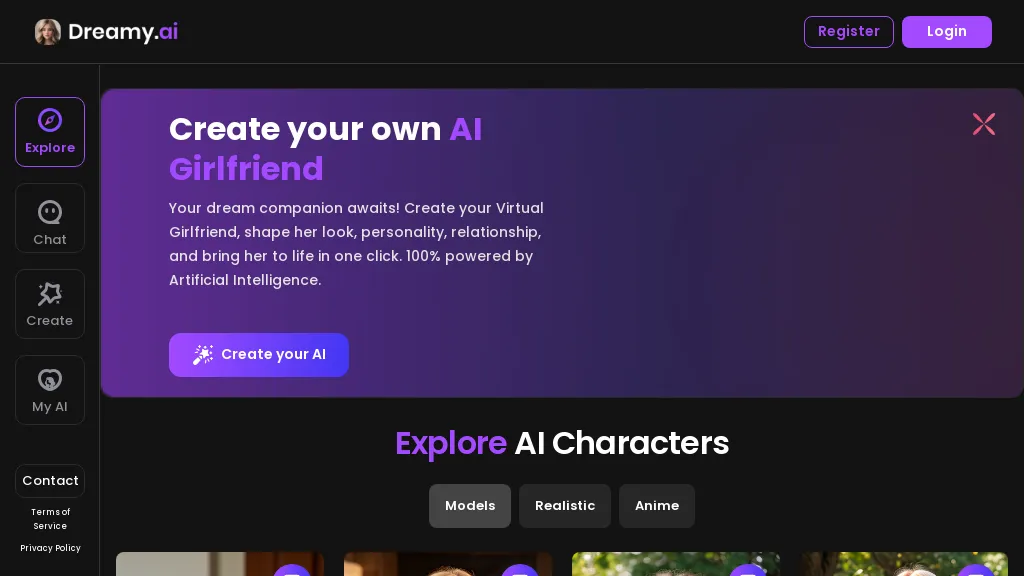 Dreamy.ai
Register
Login
Explore
Chat
Create
My AI
Contact
Terms of
Service
Privacy Policy
Create your own AI
Girlfriend
Your dream companion awaits! Create your Virtual
Girlfriend, shape her look, personality, relationship,
and bring her to life in one click. 100% powered by
Artificial Intelligence.
Create your AI
Explore AI Characters
Models
Realistic
Anime